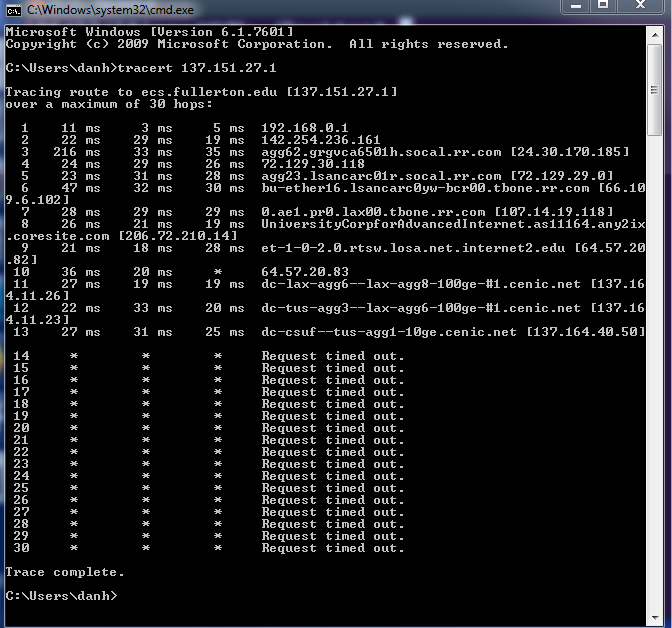 C:\Windows\system32\cmd.exe
Microsoft Windows [Version 6.1.7601]
Copyright (c) 2009 Microsoft Corporation.  All rights reserved.
C:\Users\danh>tracert 137.151.27.1
Tracing route to ecs.fullerton.edu [137.151.27.1]
over a maximum of 30 hops:
  1    11 ms     3 ms     5 ms  192.168.0.1
  2    22 ms    29 ms    19 ms  142.254.236.161
  3   216 ms    33 ms    35 ms  agg62.grgvca6501h.socal.rr.com [24.30.170.185]
  4    24 ms    29 ms    26 ms  72.129.30.118
  5    23 ms    31 ms    28 ms  agg23.lsancarc01r.socal.rr.com [72.129.29.0]
  6    47 ms    32 ms    30 ms  bu-ether16.lsancarc0yw-bcr00.tbone.rr.com [66.10
9.6.102]
  7    28 ms    29 ms    29 ms  0.ae1.pr0.lax00.tbone.rr.com [107.14.19.118]
  8    26 ms    21 ms    19 ms  UniversityCorpforAdvancedInternet.as11164.any2ix
.coresite.com [206.72.210.14]
  9    21 ms    18 ms    28 ms  et-1-0-2.0.rtsw.losa.net.internet2.edu [64.57.20
.82]
 10    36 ms    20 ms     *     64.57.20.83
 11    27 ms    19 ms    19 ms  dc-lax-agg6--lax-agg8-100ge-#1.cenic.net [137.16
4.11.26]
 12    22 ms    33 ms    20 ms  dc-tus-agg3--lax-agg6-100ge-#1.cenic.net [137.16
4.11.23]
 13    27 ms    31 ms    25 ms  dc-csuf--tus-agg1-10ge.cenic.net [137.164.40.50]
 14     *        *        *     Request timed out.
 15     *        *        *     Request timed out.
 16     *        *        *     Request timed out.
 17     *        *        *     Request timed out.
 18     *        *        *     Request timed out.
 19     *        *        *     Request timed out.
 20     *        *        *     Request timed out.
 21     *        *        *     Request timed out.
 22     *        *        *     Request timed out.
 23     *        *        *     Request timed out.
 24     *        *        *     Request timed out.
 25     *        *        *     Request timed out.
 26     *        *        *     Request timed out.
 27     *        *        *     Request timed out.
 28     *        *        *     Request timed out.
 29     *        *        *     Request timed out.
 30     *        *        *     Request timed out.
Trace complete.
C:\Users\danh>